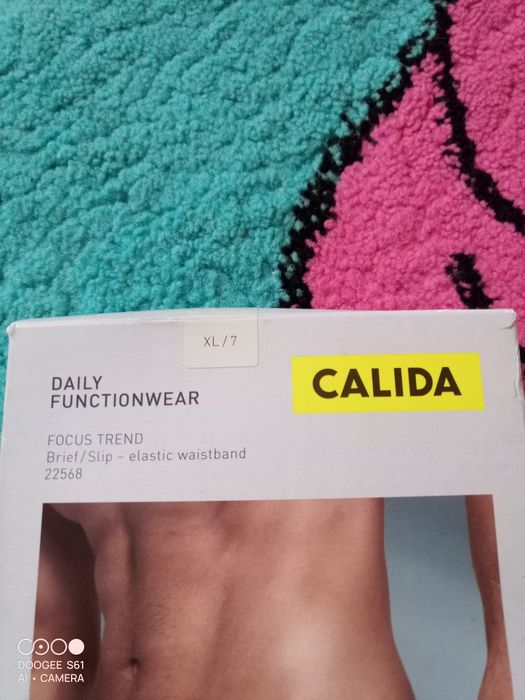 XL/7
DAILY
FUNCTIONWEAR
CALIDA
FOCUS TREND
Brief/Slip – elastic waistband
22568
DOOGEE S61
AI • CAMERA